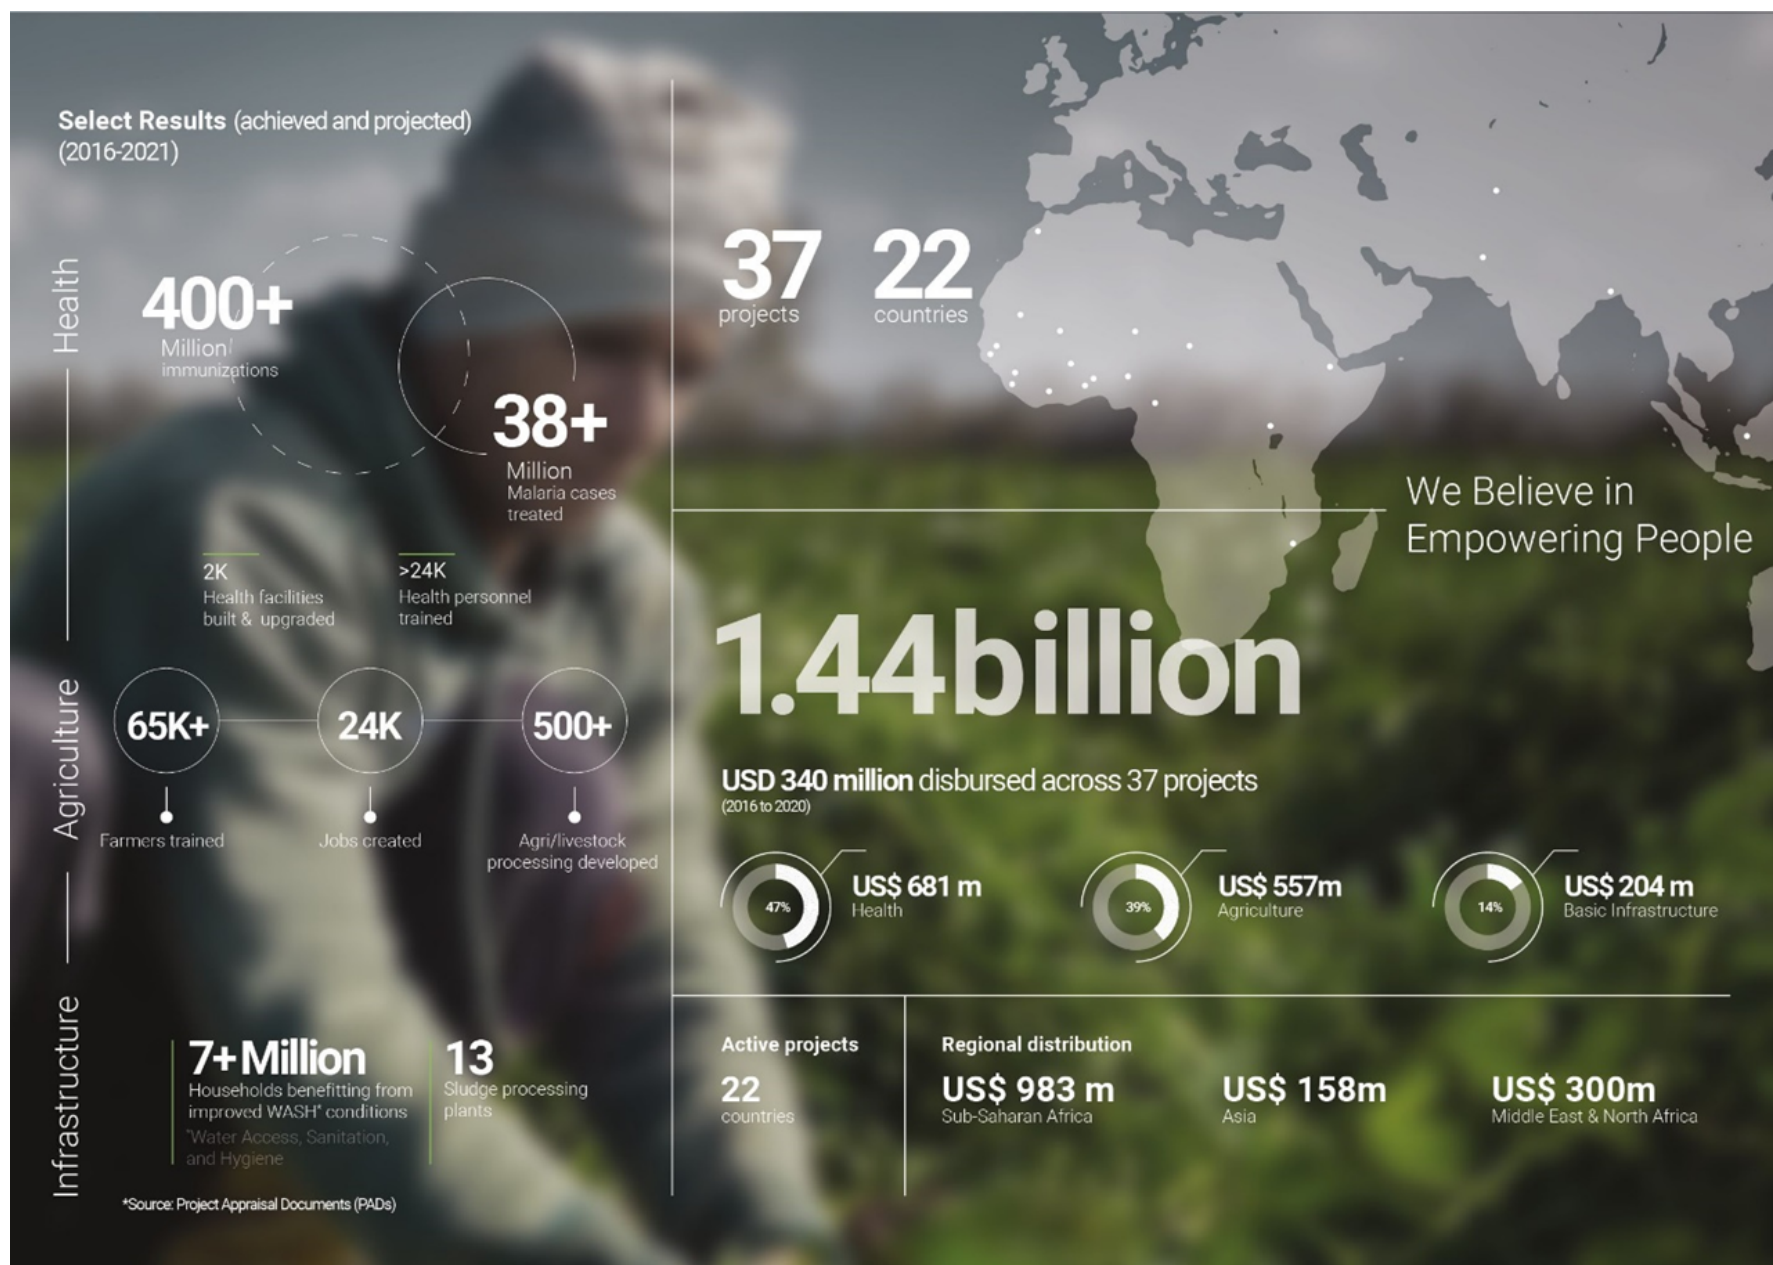 Select Results (achieved and projected)
(2016-2021)
Health
400+
Million
immunizations
38+
Million
Malaria cases
treated
2K
Health facilities
built & upgraded
>24K
Health personnel
trained
Agriculture
65K+
Farmers trained
24K
Jobs created
500+
Agri/livestock
processing developed
Infrastructure
7+Million
Households benefitting from
improved WASH* conditions
*Water Access, Sanitation,
and Hygiene
13
Sludge processing
plants
*Source: Project Appraisal Documents (PADs)
37
projects
22
countries
We Believe in
Empowering People
1.44billion
USD 340 million disbursed across 37 projects
(2016 to 2020)
47%
US$ 681 m
Health
39%
US$ 557m
Agriculture
14%
US$ 204 m
Basic Infrastructure
Active projects
22
countries
Regional distribution
US$ 983 m
Sub-Saharan Africa
US$ 158m
Asia
US$ 300m
Middle East & North Africa